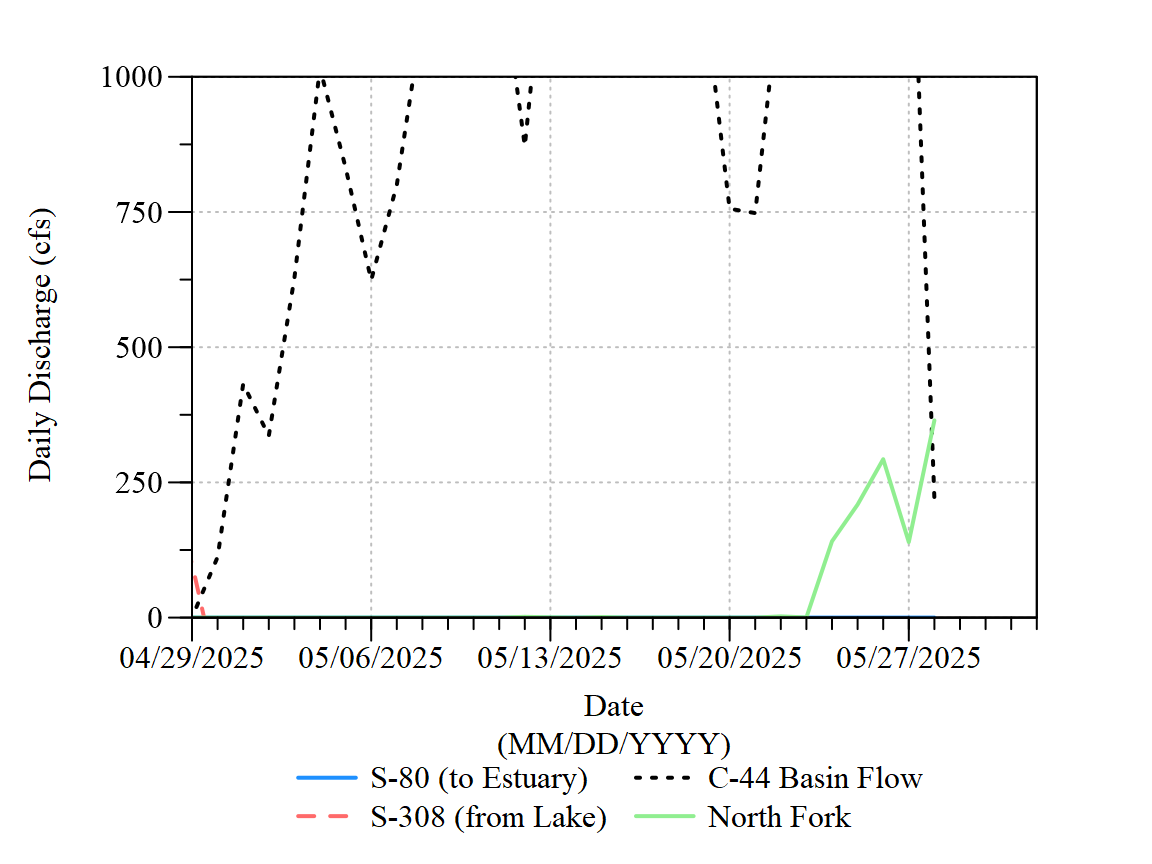 1000
750
500
250
0
Daily Discharge (cfs)
04/29/2025 05/06/2025 05/13/2025 05/20/2025 05/27/2025
Date
(MM/DD/YYYY)
S-80 (to Estuary) C-44 Basin Flow
S-308 (from Lake) North Fork